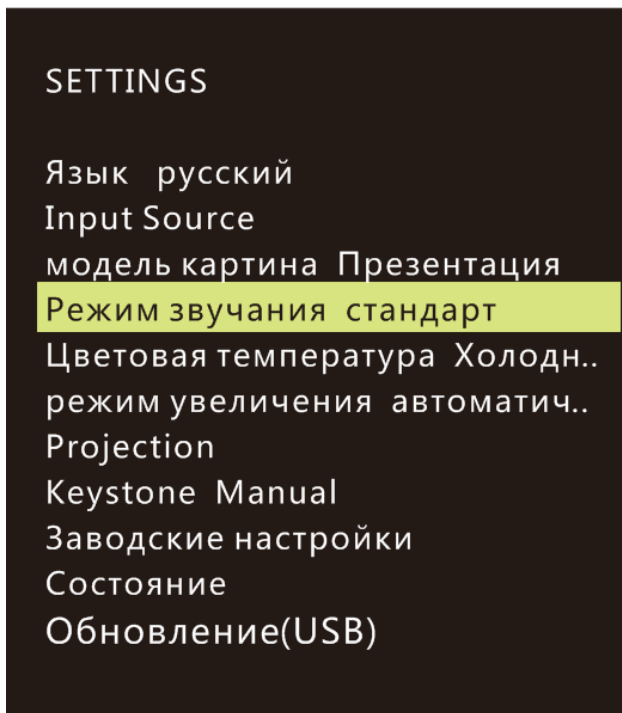 SETTINGS
Язык русский
Input Source
модель картина Презентация
Режим звучания стандарт
Цветовая температура Холодн..
режим увеличения автоматич..
Projection
Keystone Manual
Заводские настройки
Состояние
Обновление(USB)